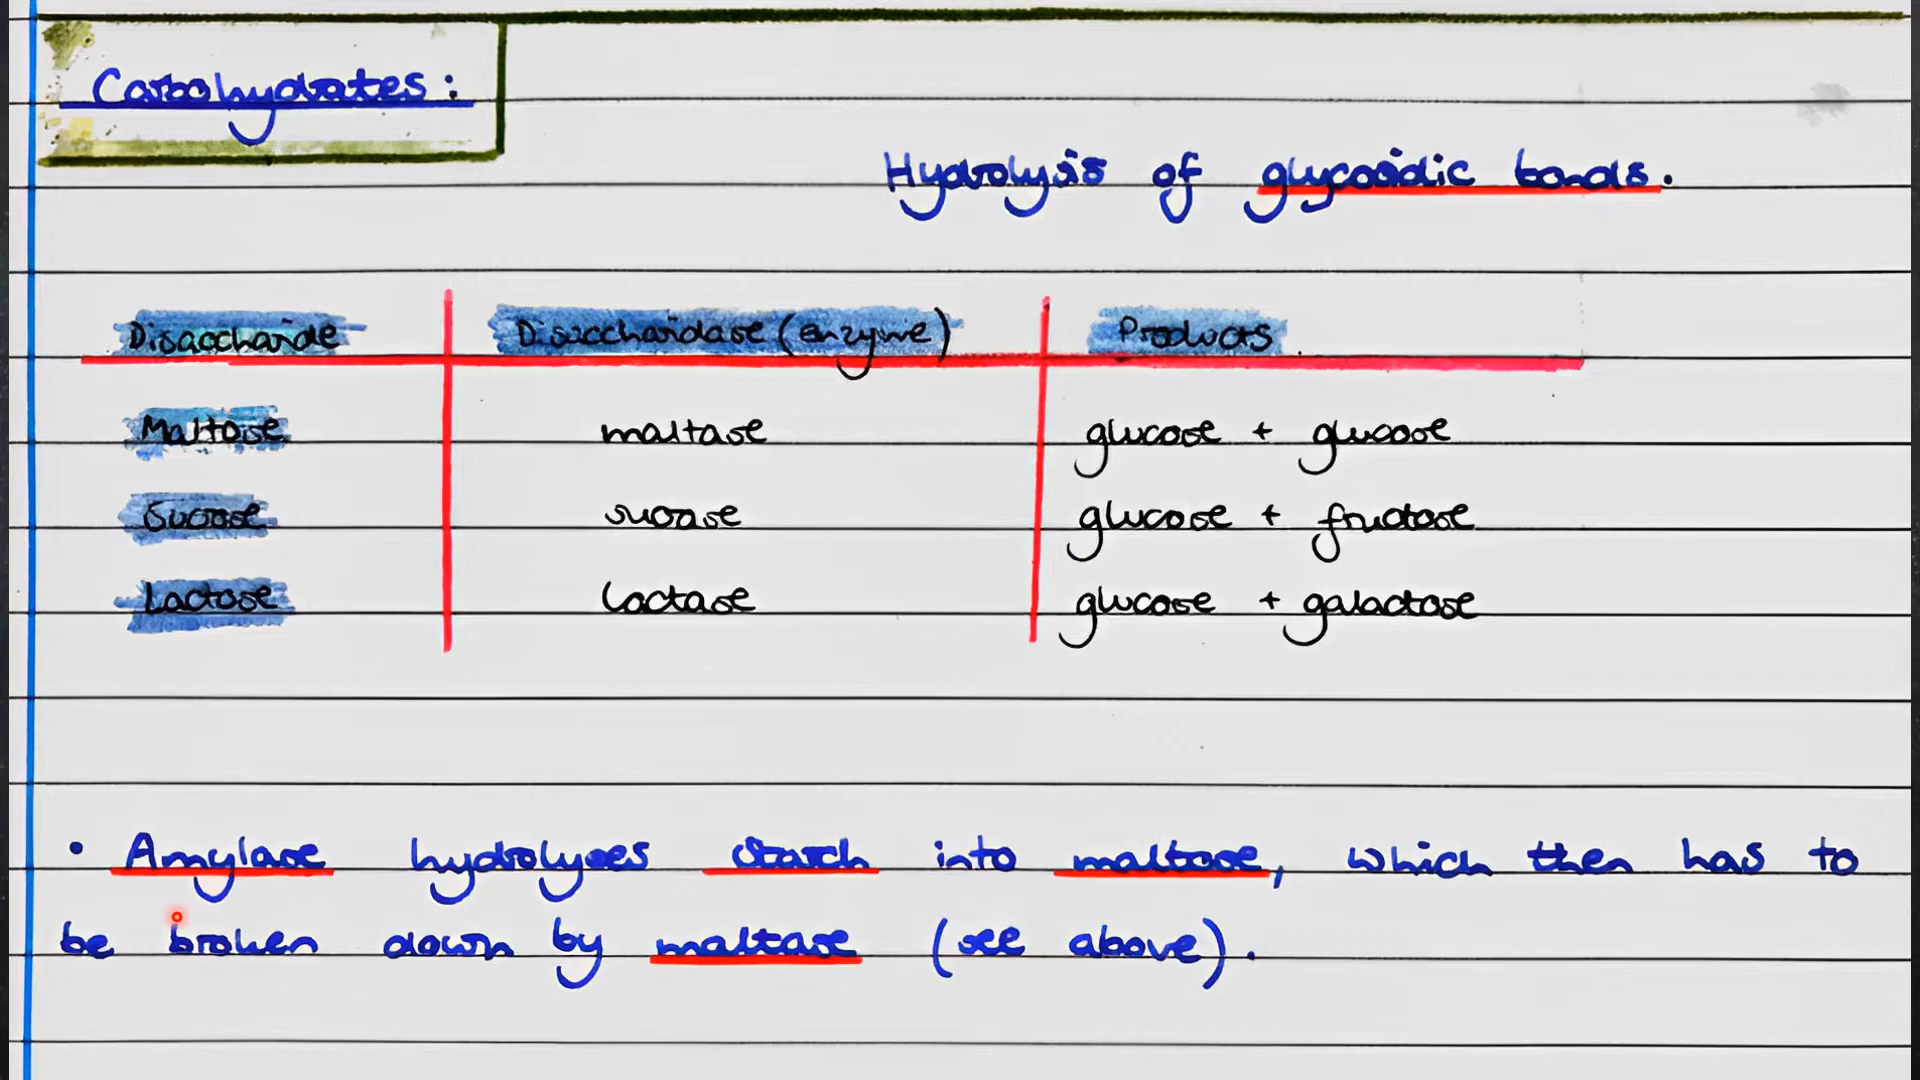 Carbohydrates:
Hydrolysis of glycosidic bonds.
Disaccharide Disaccharidase (enzyme) Products
Maltose maltase glucose + glucose
Sucrose sucrase glucose + fructose
Lactose lactase glucose + galactose
• Amylase hydrolyses starch into maltose, which then has to
be broken down by maltase (see above).